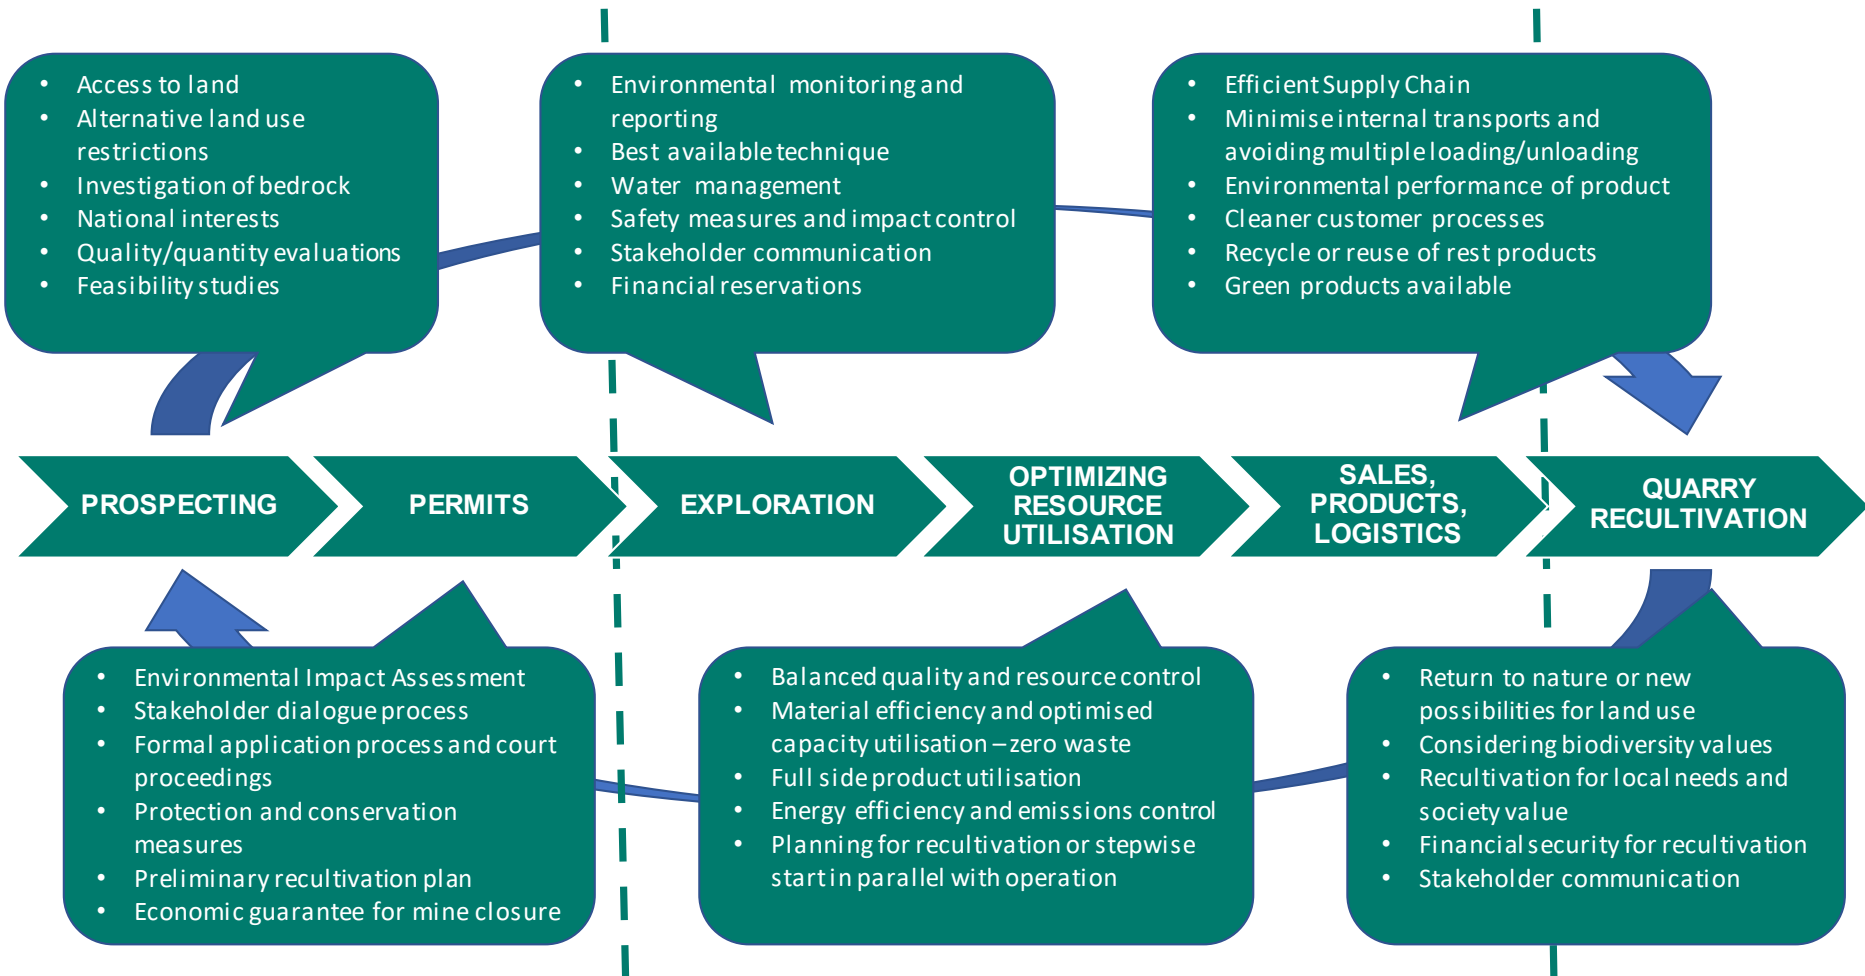 • Access to land
• Alternative land use
restrictions
• Investigation of bedrock
• National interests
• Quality/quantity evaluations
• Feasibility studies
• Environmental monitoring and
reporting
• Best available technique
• Water management
• Safety measures and impact control
• Stakeholder communication
• Financial reservations
• Efficient Supply Chain
• Minimise internal transports and
avoiding multiple loading/unloading
• Environmental performance of product
• Cleaner customer processes
• Recycle or reuse of rest products
• Green products available
PROSPECTING
PERMITS
EXPLORATION
OPTIMIZING
RESOURCE
UTILISATION
SALES,
PRODUCTS,
LOGISTICS
QUARRY
RECULTIVATION
• Environmental Impact Assessment
• Stakeholder dialogue process
• Formal application process and court
proceedings
• Protection and conservation
measures
• Preliminary recultivation plan
• Economic guarantee for mine closure
• Balanced quality and resource control
• Material efficiency and optimised
capacity utilisation – zero waste
• Full side product utilisation
• Energy efficiency and emissions control
• Planning for recultivation or stepwise
start in parallel with operation
• Return to nature or new
possibilities for land use
• Considering biodiversity values
• Recultivation for local needs and
society value
• Financial security for recultivation
• Stakeholder communication